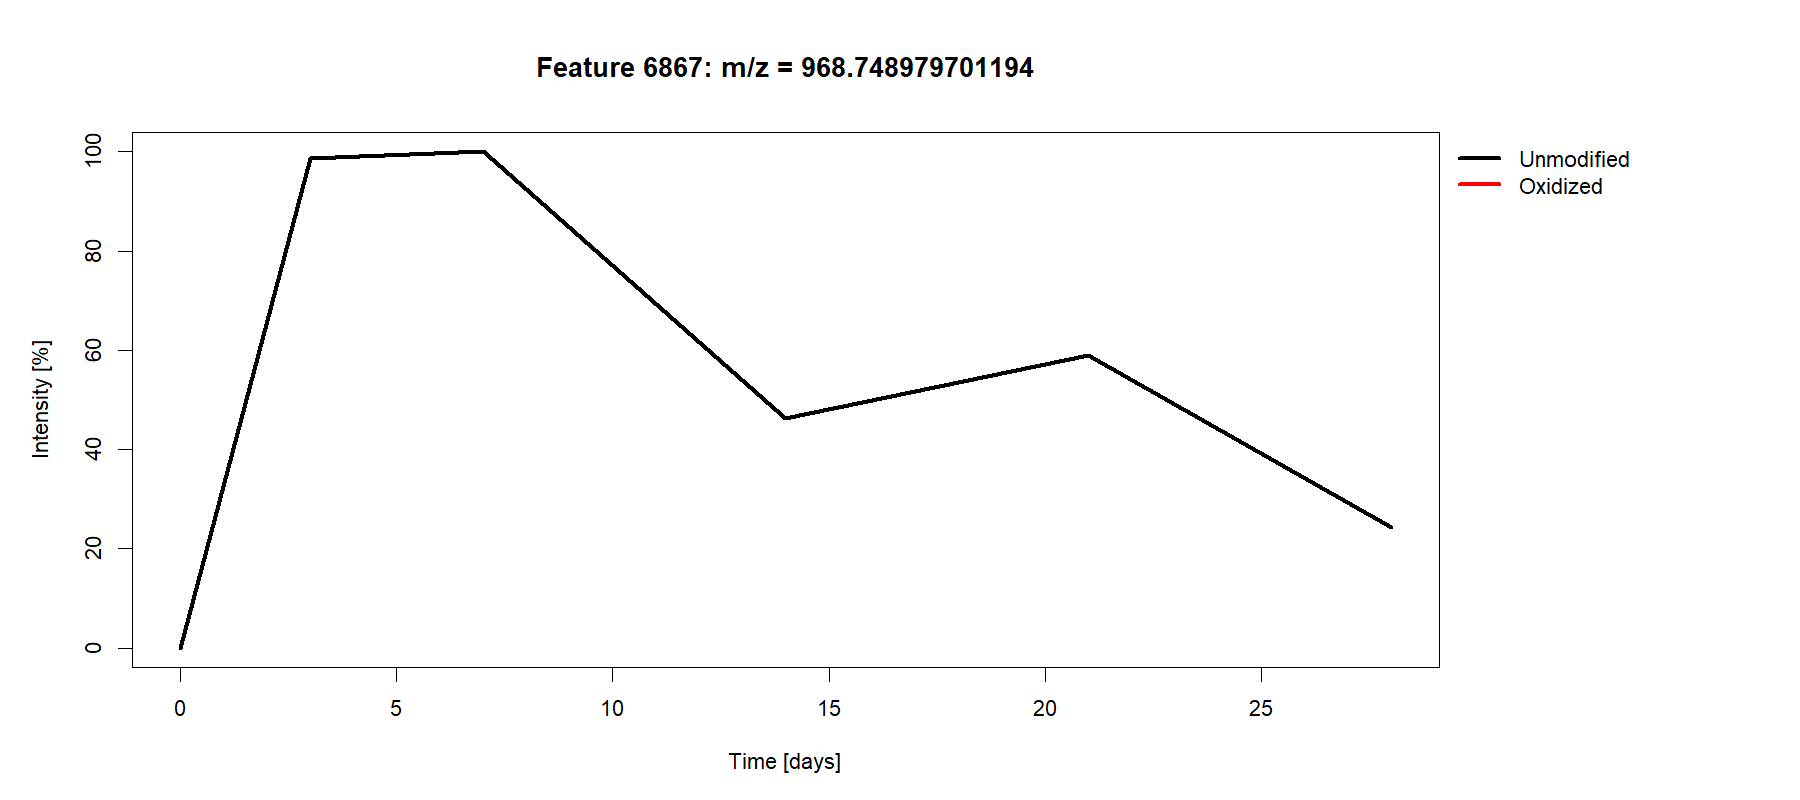 Feature 6867: m/z = 968.748979701194
Unmodified
Oxidized
Intensity [%]
100
80
60
40
20
0
0 5 10 15 20 25
Time [days]